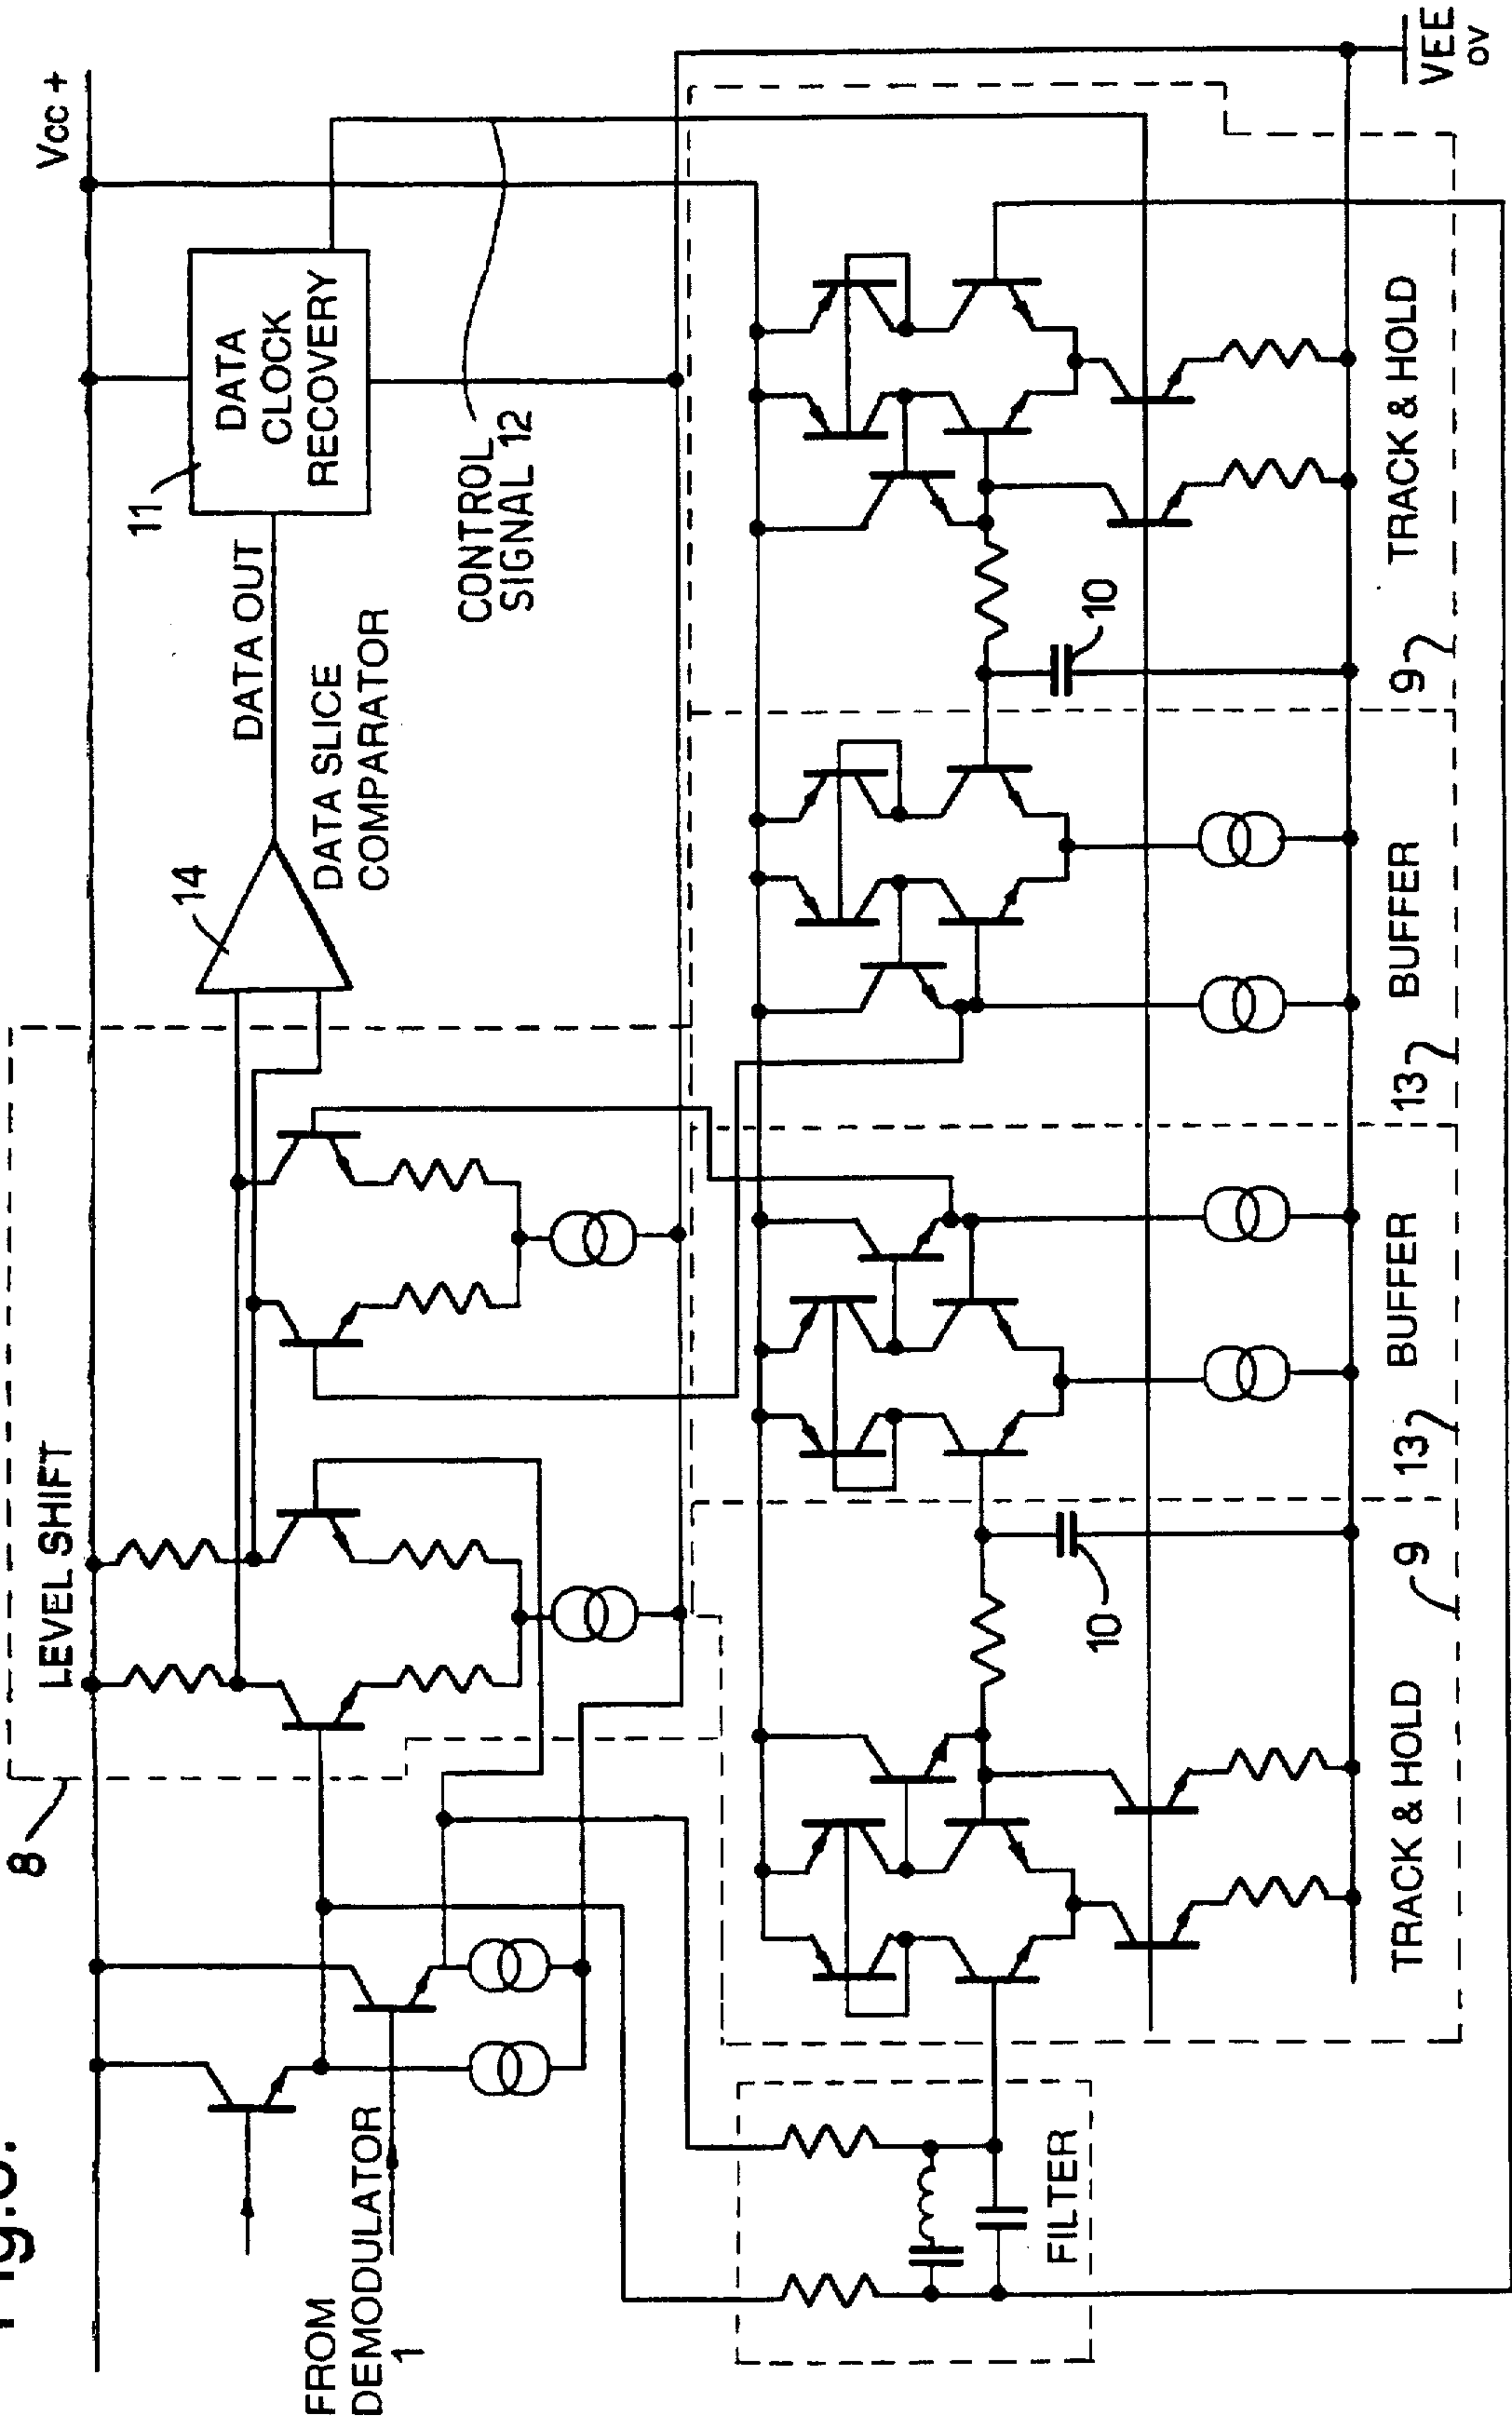 8
LEVEL SHIFT
14
DATA SLICE
COMPARATOR
DATA OUT
11
DATA
CLOCK
RECOVERY
Vcc +
CONTROL
SIGNAL 12
FROM
DEMODULATOR
1
FILTER
10
10
TRACK & HOLD
9
13
BUFFER
13
BUFFER
9
TRACK & HOLD
VEE
0V